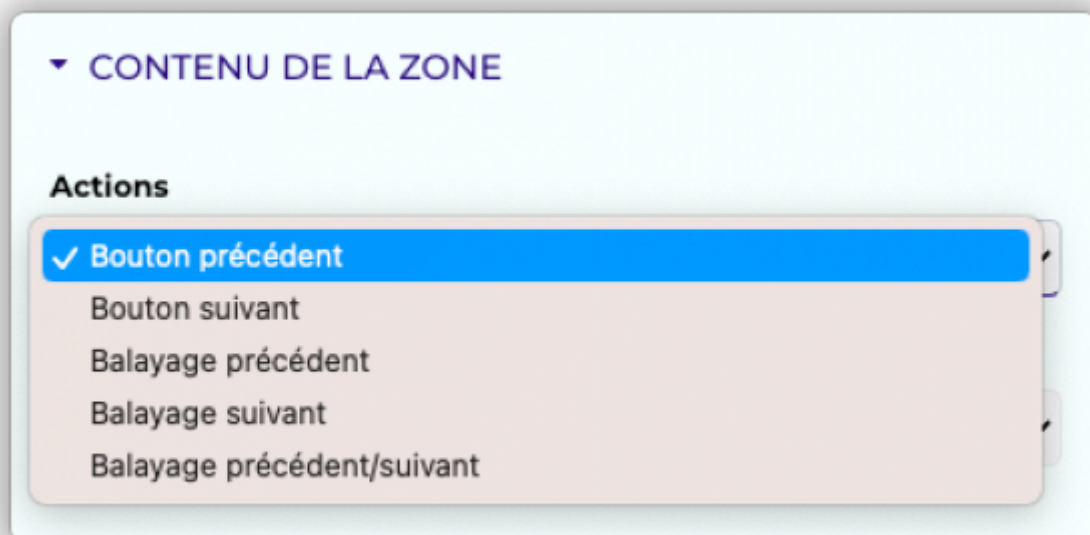 CONTENU DE LA ZONE
Actions
Bouton précédent
Bouton suivant
Balayage précédent
Balayage suivant
Balayage précédent/suivant